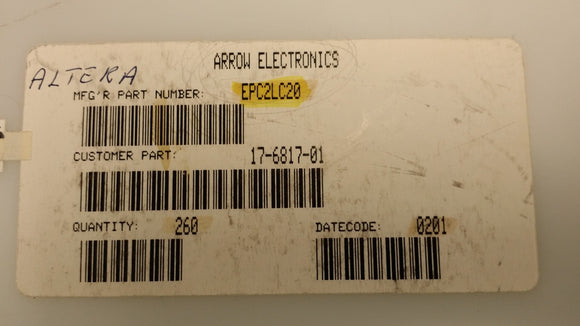 ARROW ELECTRONICS
ALTERA
MFG'R PART NUMBER: EPC2LC20
CUSTOMER PART: 17-6817-01
QUANTITY: 260 DATECODE: 0201